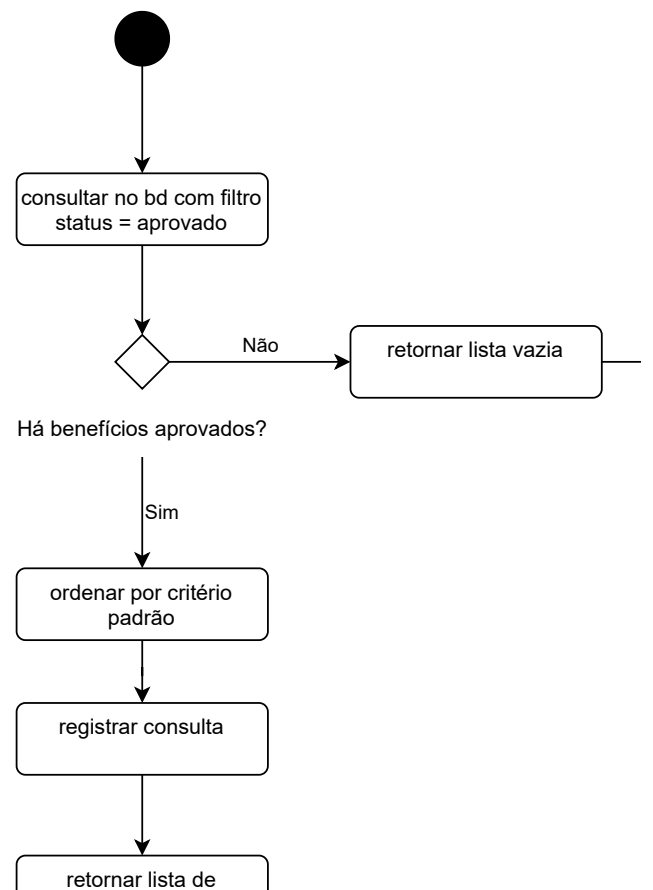 consultar no bd com filtro
status = aprovado
Não
retornar lista vazia
Há benefícios aprovados?
Sim
ordenar por critério
padrão
registrar consulta
retornar lista de